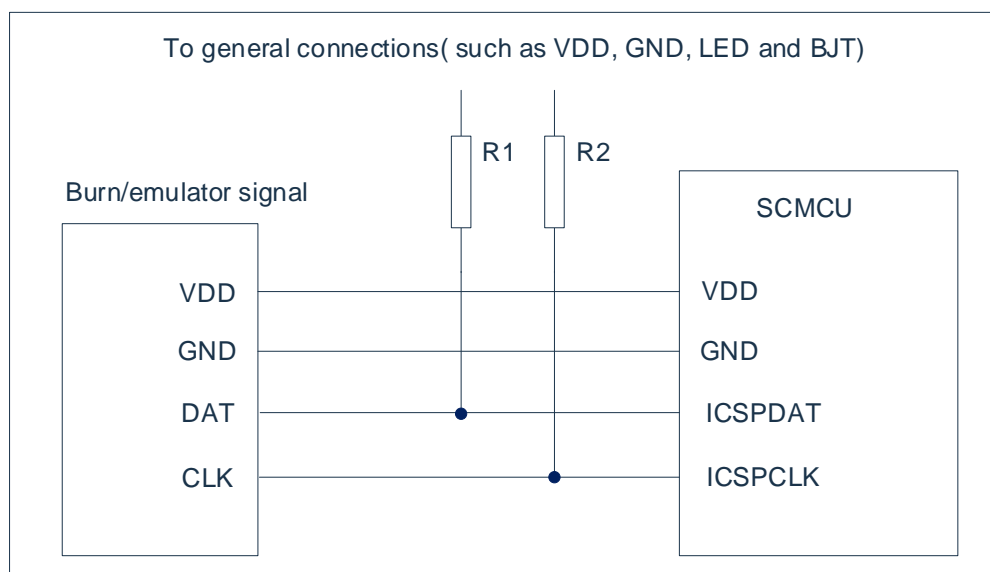 To general connections( such as VDD, GND, LED and BJT)
R1
R2
Burn/emulator signal
SCMCU
VDD
VDD
GND
GND
DAT
ICSPDAT
CLK
ICSPCLK